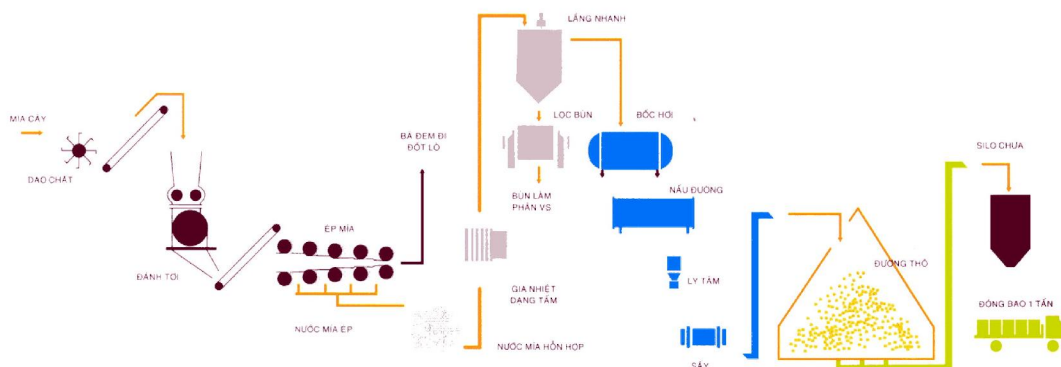 MÍA CÂY
DAO CHẶT
ĐÁNH TƠI
ÉP MÍA
NƯỚC MÍA ÉP
BÃ ĐEM ĐI
ĐỐT LÒ
NƯỚC MÍA HỖN HỢP
GIA NHIỆT
DẠNG TẤM
LẮNG NHANH
LỌC BÙN
BÙN LÀM
PHÂN VS
BỐC HƠI
NẤU ĐƯỜNG
LY TÂM
SẤY
ĐƯỜNG THÔ
SILO CHỨA
ĐÓNG BAO 1 TẤN